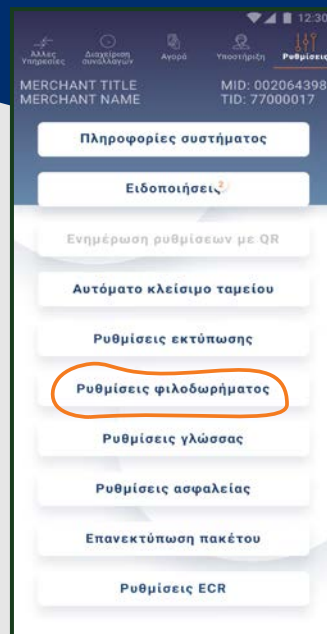 12:30
Άλλες Υπηρεσίες
Διαχείριση συναλλαγών
Αγορά
Υποστήριξη
Ρυθμίσεις
MERCHANT TITLE
MERCHANT NAME
MID: 002064398
TID: 77000017
Πληροφορίες συστήματος
Ειδοποιήσεις 2
Ενημέρωση ρυθμίσεων με QR
Αυτόματο κλείσιμο ταμείου
Ρυθμίσεις εκτύπωσης
Ρυθμίσεις φιλοδωρήματος
Ρυθμίσεις γλώσσας
Ρυθμίσεις ασφαλείας
Επανεκτύπωση πακέτου
Ρυθμίσεις ECR